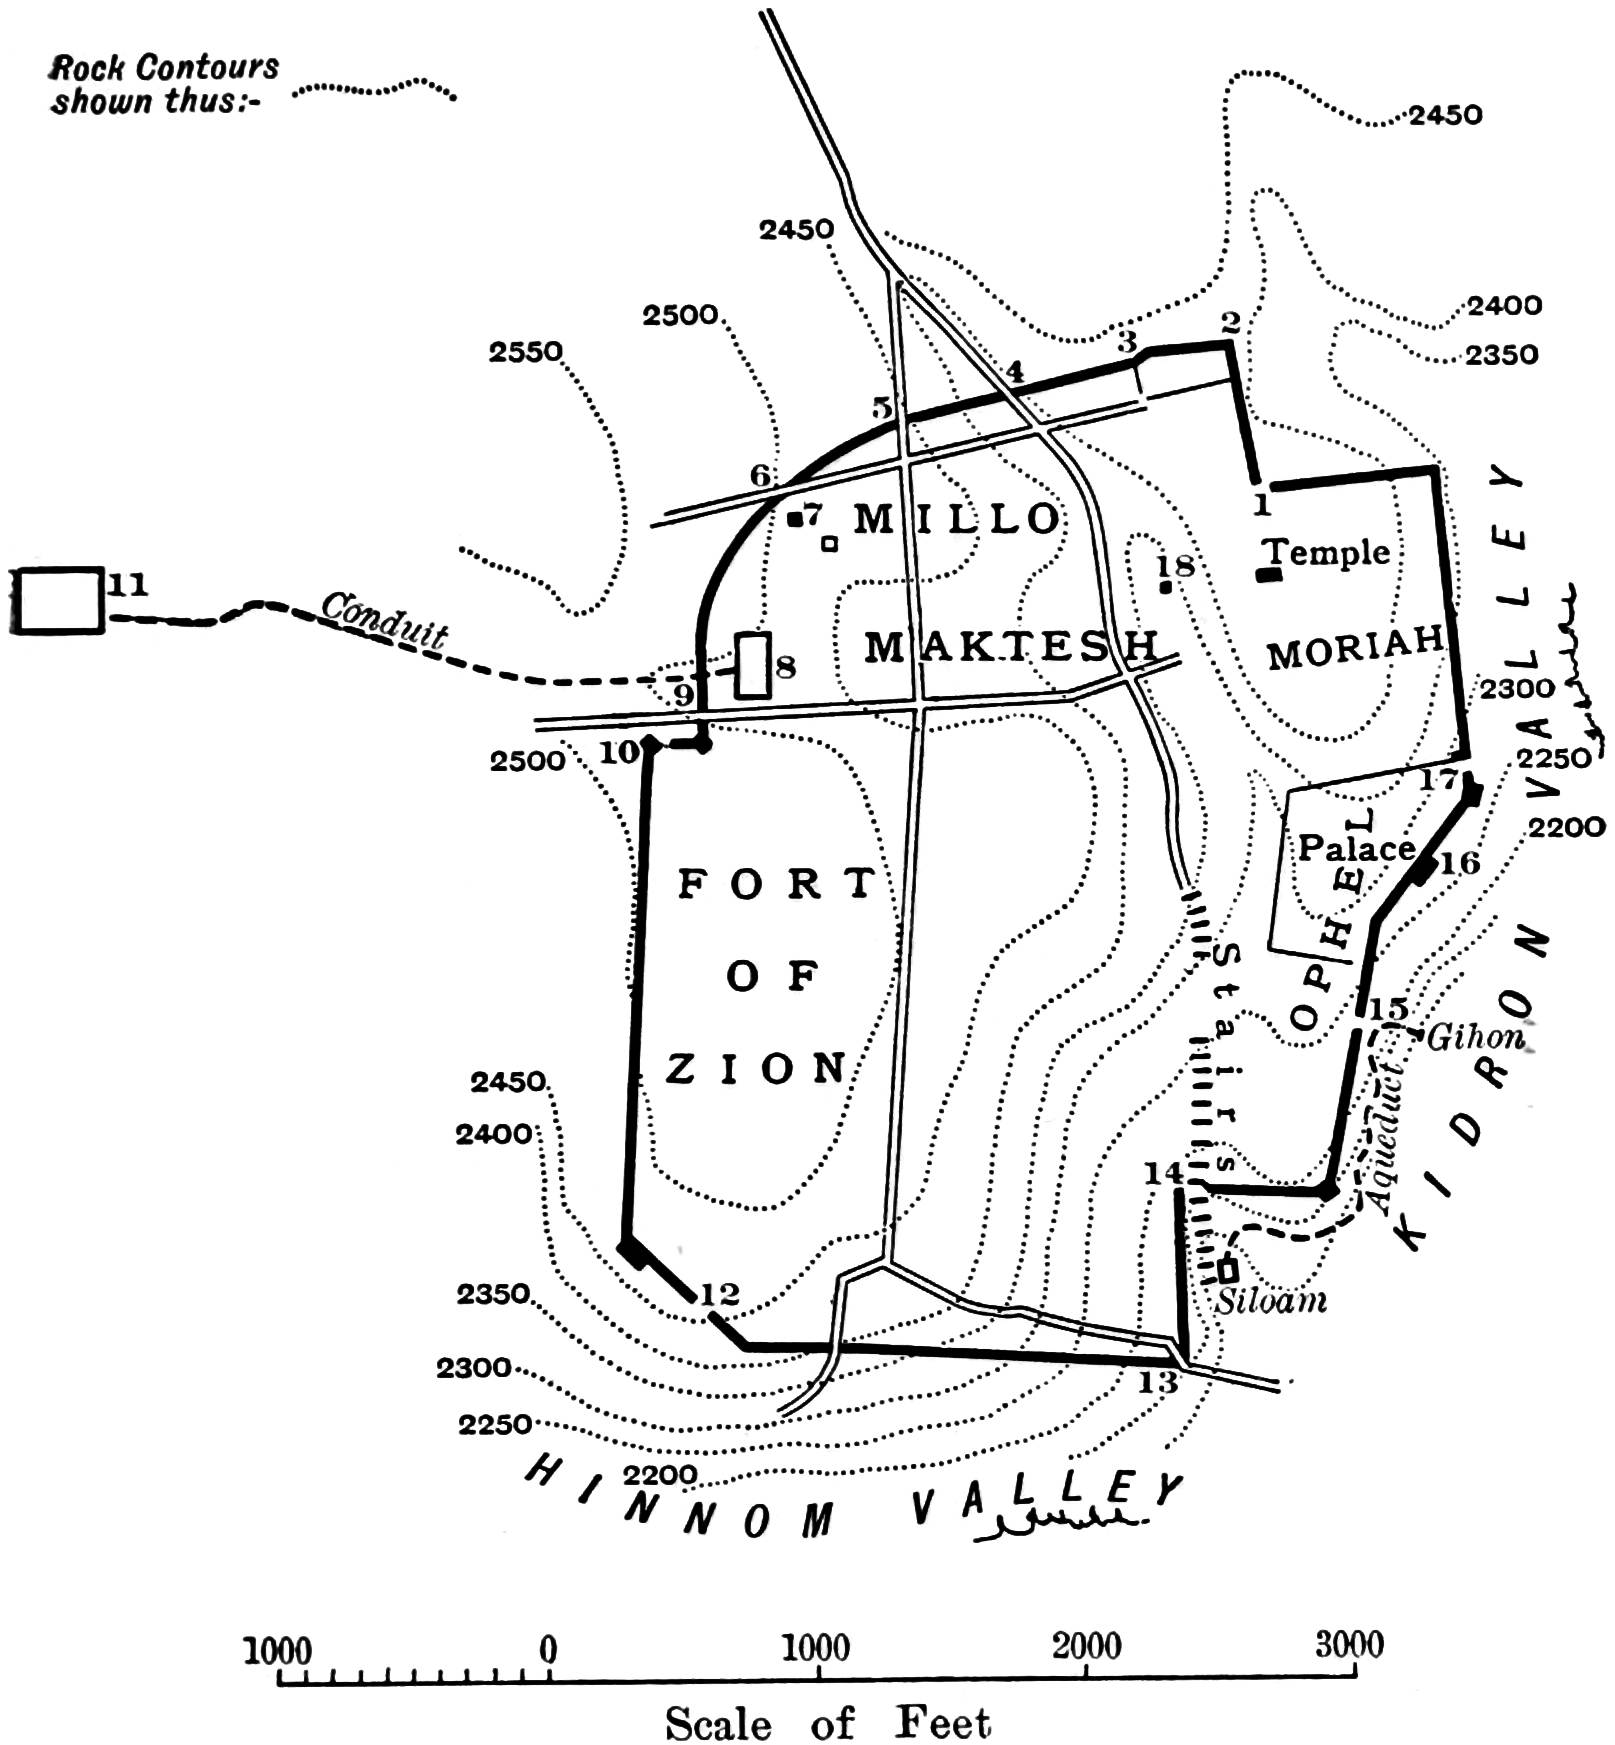 Rock Contours
shown thus:-
2450
2450
2500
2400
2
3
2550
2350
4
5
6
7 MILLO
1
Temple
18
11
Conduit
MAKTESH
MORIAH
8
9
2300
10
2500
2250
17
2200
Palace
16
FORT
OF
ZION
OPHEL
Stairs
15
Gihon
Aqueduct
KIDRON VALLEY
2450
2400
14
12
2350
Siloam
2300
13
2250
2200
HINNOM VALLEY
1000 0 1000 2000 3000
Scale of Feet